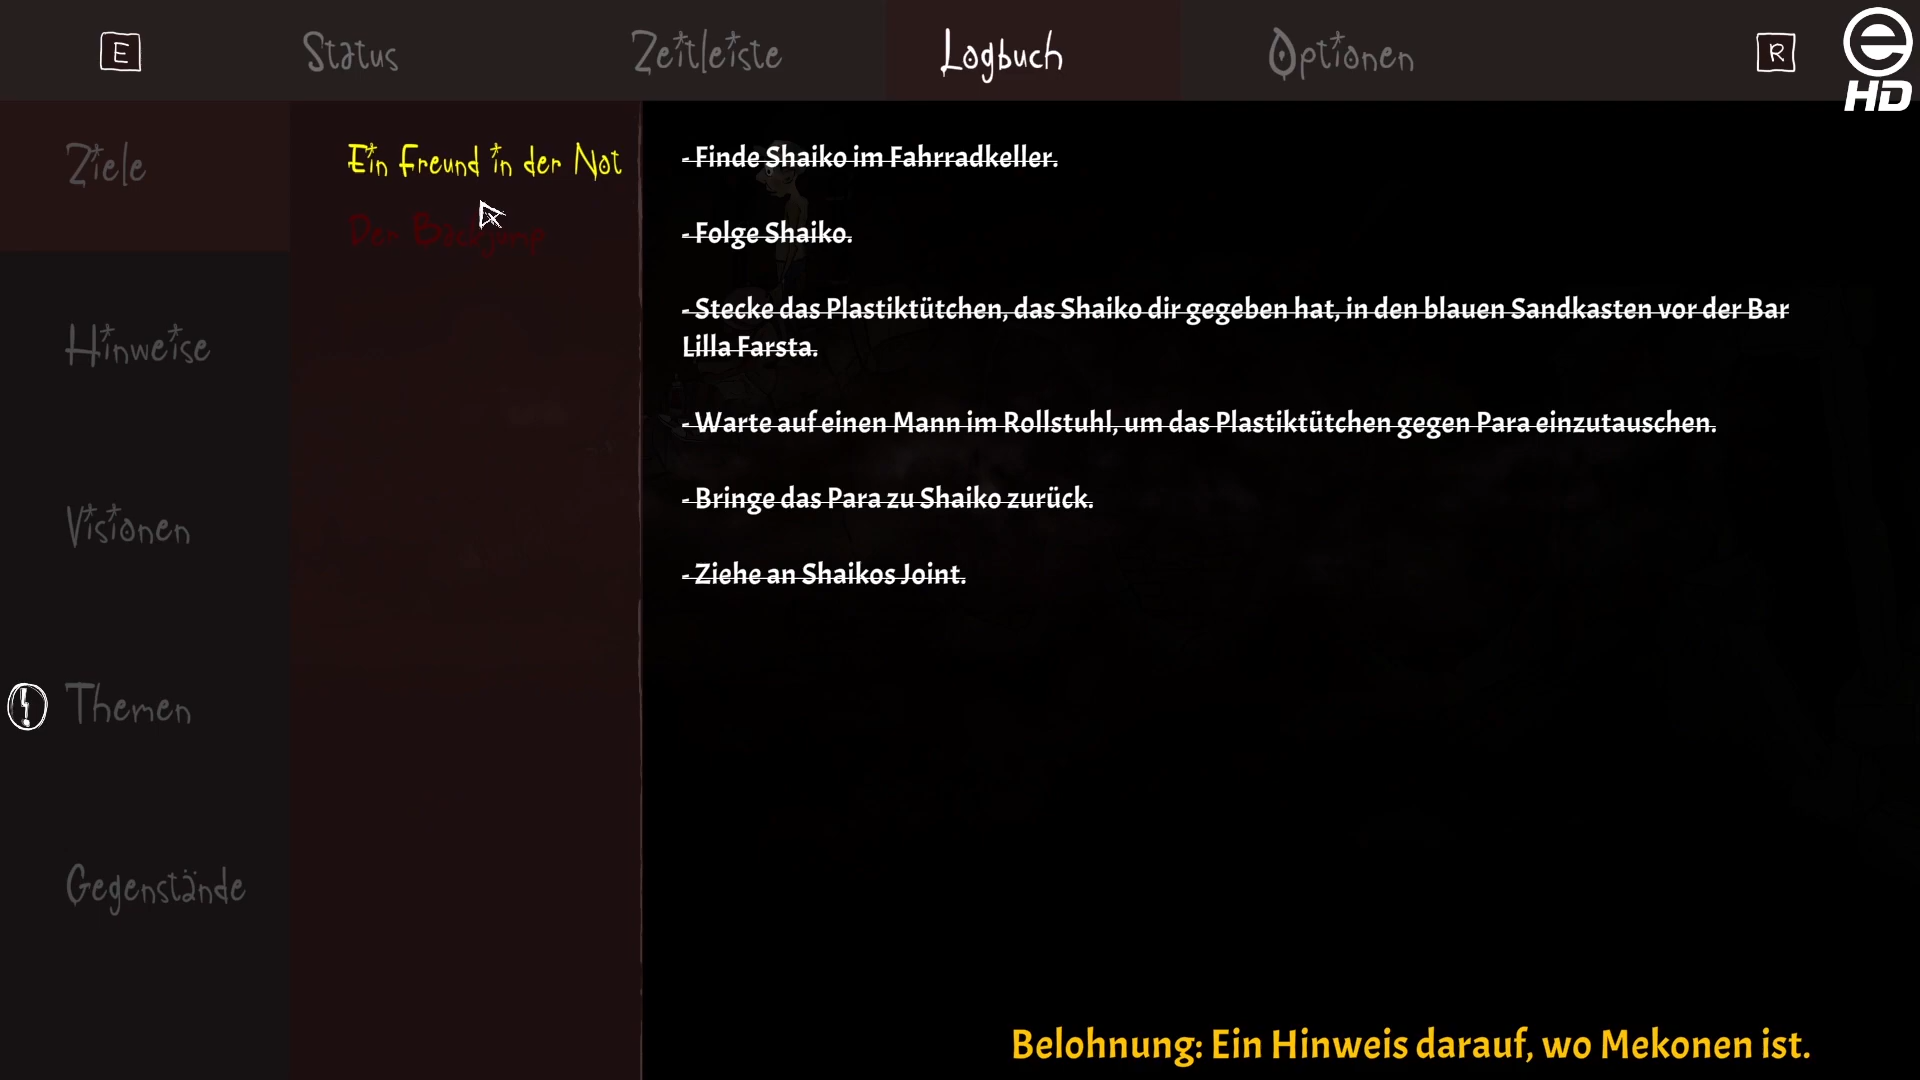 E
Status
Zeitleiste
Logbuch
Optionen
R
e
HD
Ziele
Hinweise
Visionen
Themen
Gegenstände
Ein Freund in der Not
Der Backjump
- Finde Shaiko im Fahrradkeller.
- Folge Shaiko.
- Stecke das Plastiktütchen, das Shaiko dir gegeben hat, in den blauen Sandkasten vor der Bar
Lilla Farsta.
- Warte auf einen Mann im Rollstuhl, um das Plastiktütchen gegen Para einzutauschen.
- Bringe das Para zu Shaiko zurück.
- Ziehe an Shaikos Joint.
Belohnung: Ein Hinweis darauf, wo Mekonen ist.